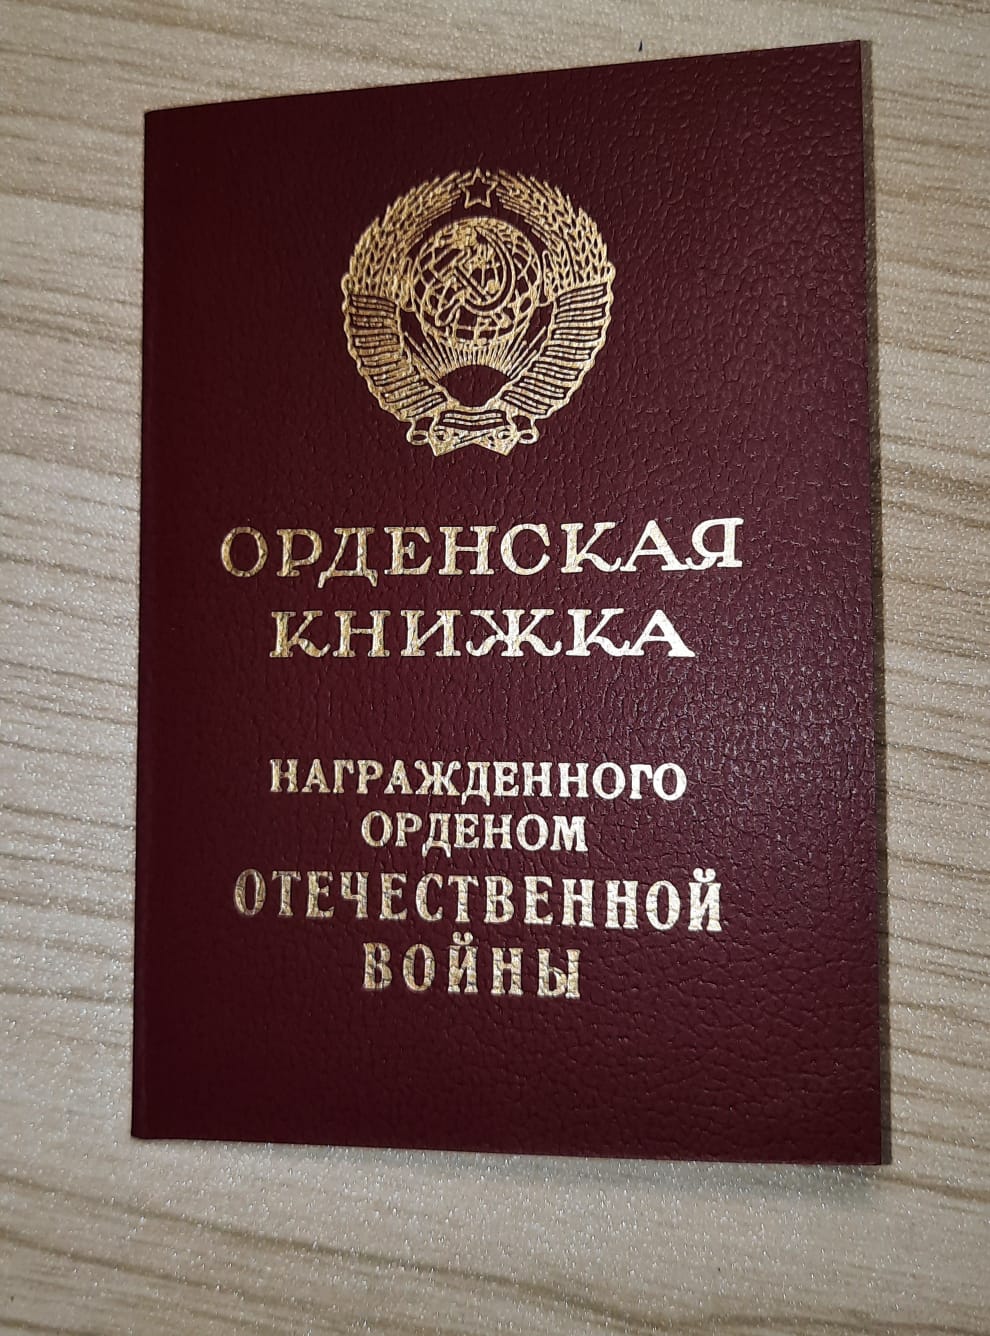 ОРДЕНСКАЯ
КНИЖКА
НАГРАЖДЕННОГО
ОРДЕНОМ
ОТЕЧЕСТВЕННОЙ
ВОЙНЫ